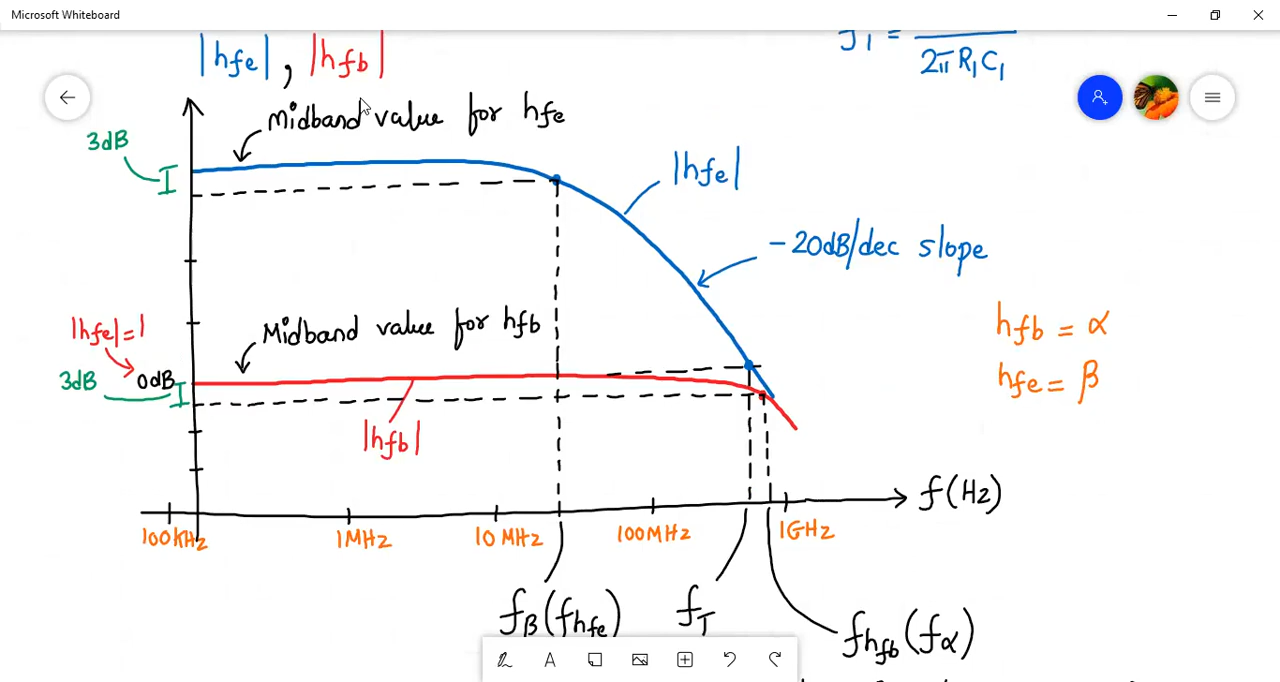 Microsoft Whiteboard
|hfe|, |hfb|
2π R₁C₁
Midband value for hfe
3dB
|hfe|
-20dB/dec slope
Midband value for hfb
|hfe|=1
0dB
3dB
|hfb|
hfb = α
hfe = β
f(Hz)
100KHz
1MHz
10 MHz
100MHz
1GHz
fβ(fhfe)
fT
fhfb(fα)